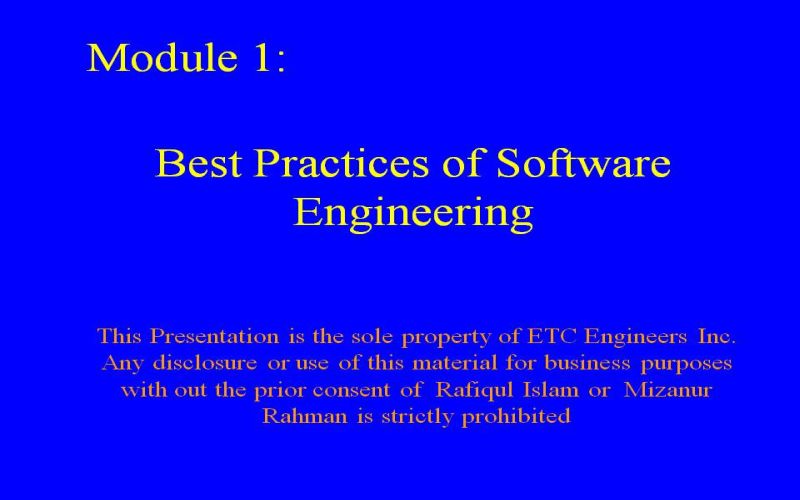 Module 1:
Best Practices of Software
Engineering
This Presentation is the sole property of ETC Engineers Inc.
Any disclosure or use of this material for business purposes
with out the prior consent of Rafiqul Islam or Mizanur
Rahman is strictly prohibited